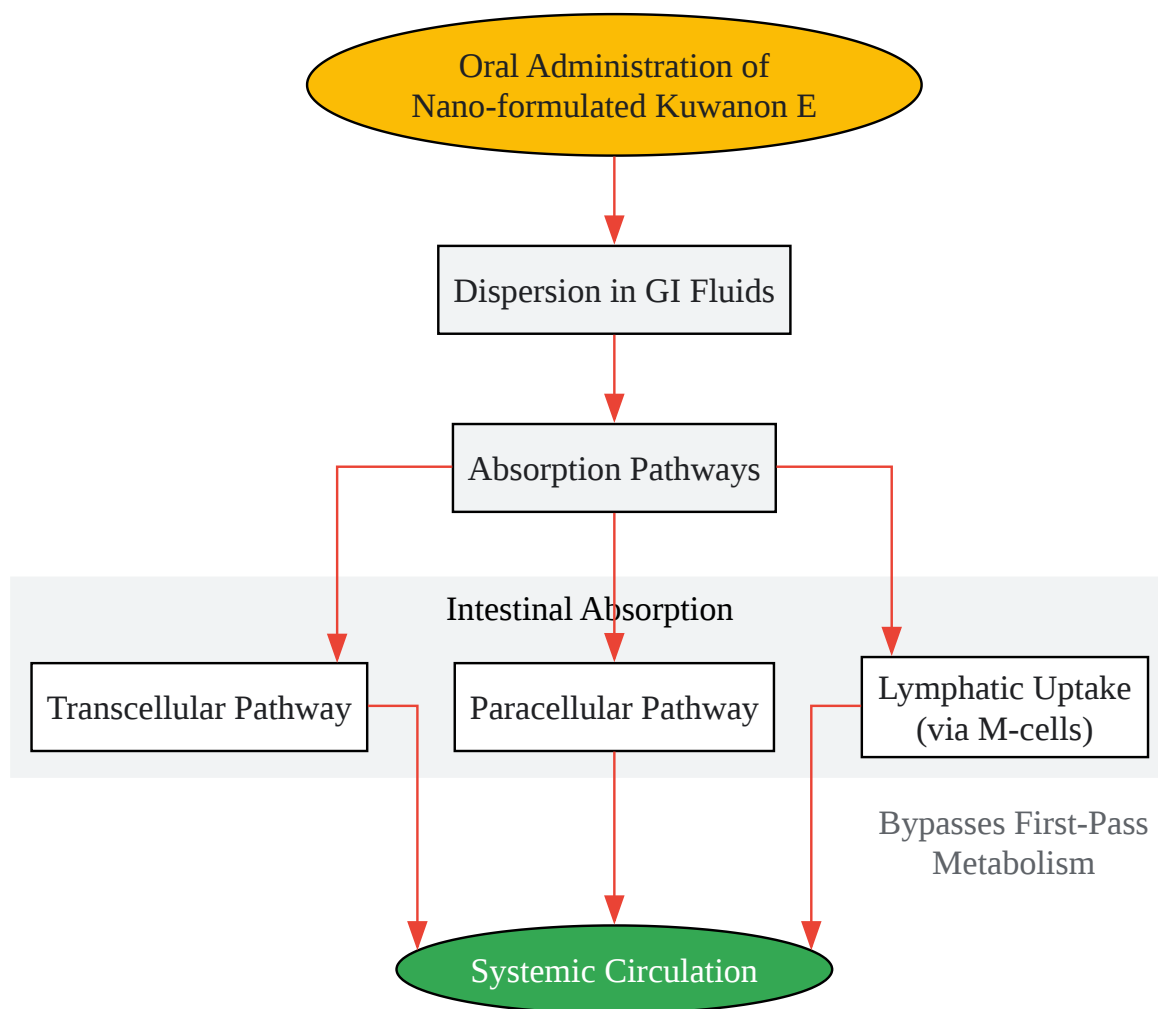 Oral Administration of
Nano-formulated Kuwanon E
Dispersion in GI Fluids
Absorption Pathways
Intestinal Absorption
Transcellular Pathway
Paracellular Pathway
Lymphatic Uptake
(via M-cells)
Bypasses First-Pass
Metabolism
Systemic Circulation